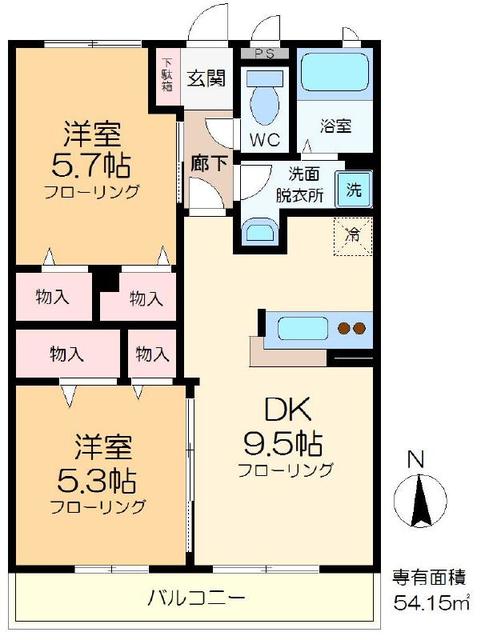 下駄箱
玄関
PS
洋室
5.7帖
フローリング
WC
浴室
廊下
洗面
脱衣所
洗
冷
物入
物入
物入
物入
DK
9.5帖
フローリング
洋室
5.3帖
フローリング
N
専有面積
54.15㎡
バルコニー